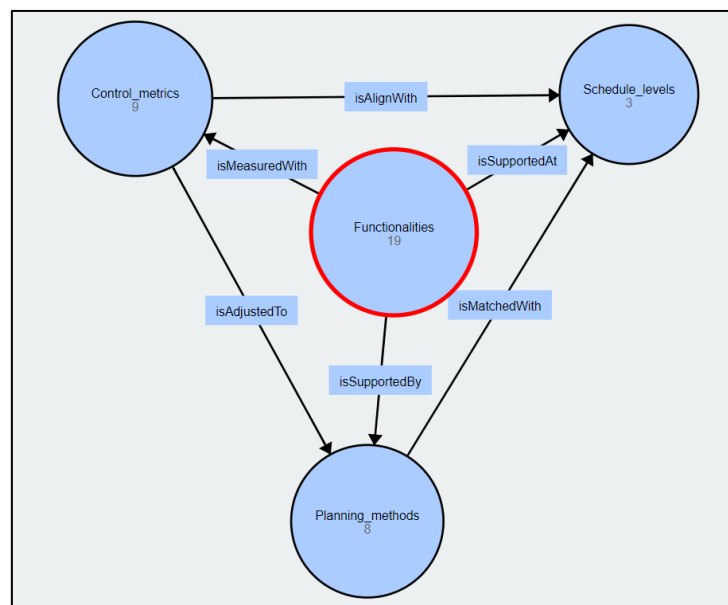 Control_metrics
9
isAlignWith
Schedule_levels
3
isMeasuredWith
isSupportedAt
Functionalities
19
isAdjustedTo
isMatchedWith
isSupportedBy
Planning_methods
8